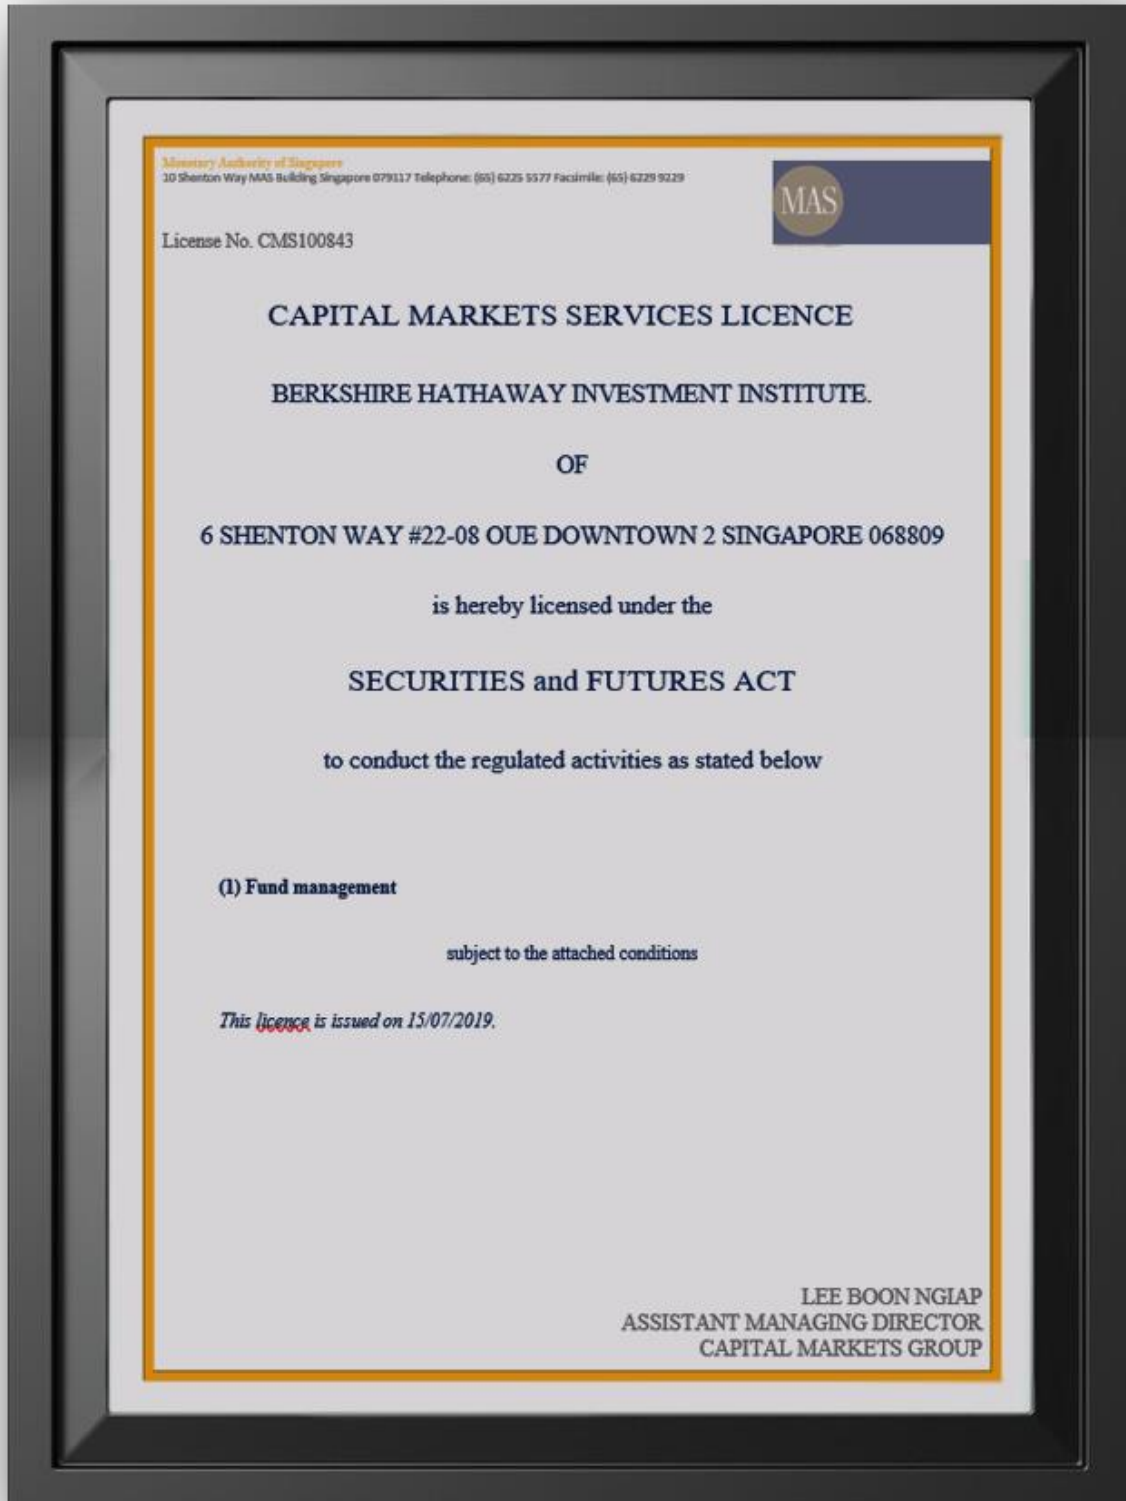 Monetary Authority of Singapore
10 Shenton Way MAS Building Singapore 079117 Telephone: (65) 6225 5577 Facsimile: (65) 6229 9229
MAS
License No. CMS100843
CAPITAL MARKETS SERVICES LICENCE
BERKSHIRE HATHAWAY INVESTMENT INSTITUTE.
OF
6 SHENTON WAY #22-08 OUE DOWNTOWN 2 SINGAPORE 068809
is hereby licensed under the
SECURITIES and FUTURES ACT
to conduct the regulated activities as stated below
(1) Fund management
subject to the attached conditions
This licence is issued on 15/07/2019.
LEE BOON NGIAP
ASSISTANT MANAGING DIRECTOR
CAPITAL MARKETS GROUP